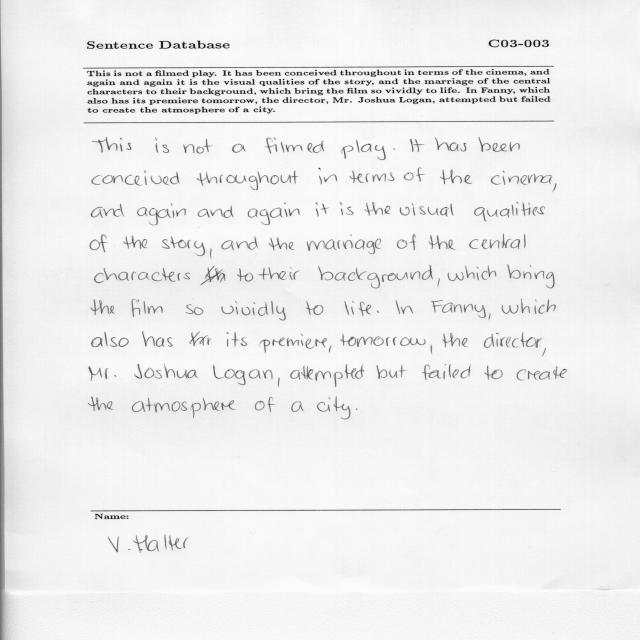 Sentence Database C03-003
This is not a filmed play. It has been conceived throughout in terms of the cinema, and
again and again it is the visual qualities of the story, and the marriage of the central
characters to their background, which bring the film so vividly to life. In Fanny, which
also has its premiere tomorrow, the director, Mr. Joshua Logan, attempted but failed
to create the atmosphere of a city.
This is not a filmed play. It has been
conceived throughout in terms of the cinema,
and again and again it is the visual qualities
of the story, and the marriage of the central
characters to their background, which bring
the film so vividly to life. In Fanny, which
also has its premiere, tomorrow, the director,
Mr. Joshua Logan, attempted but failed to create
the atmosphere of a city.
Name:
V. Halter